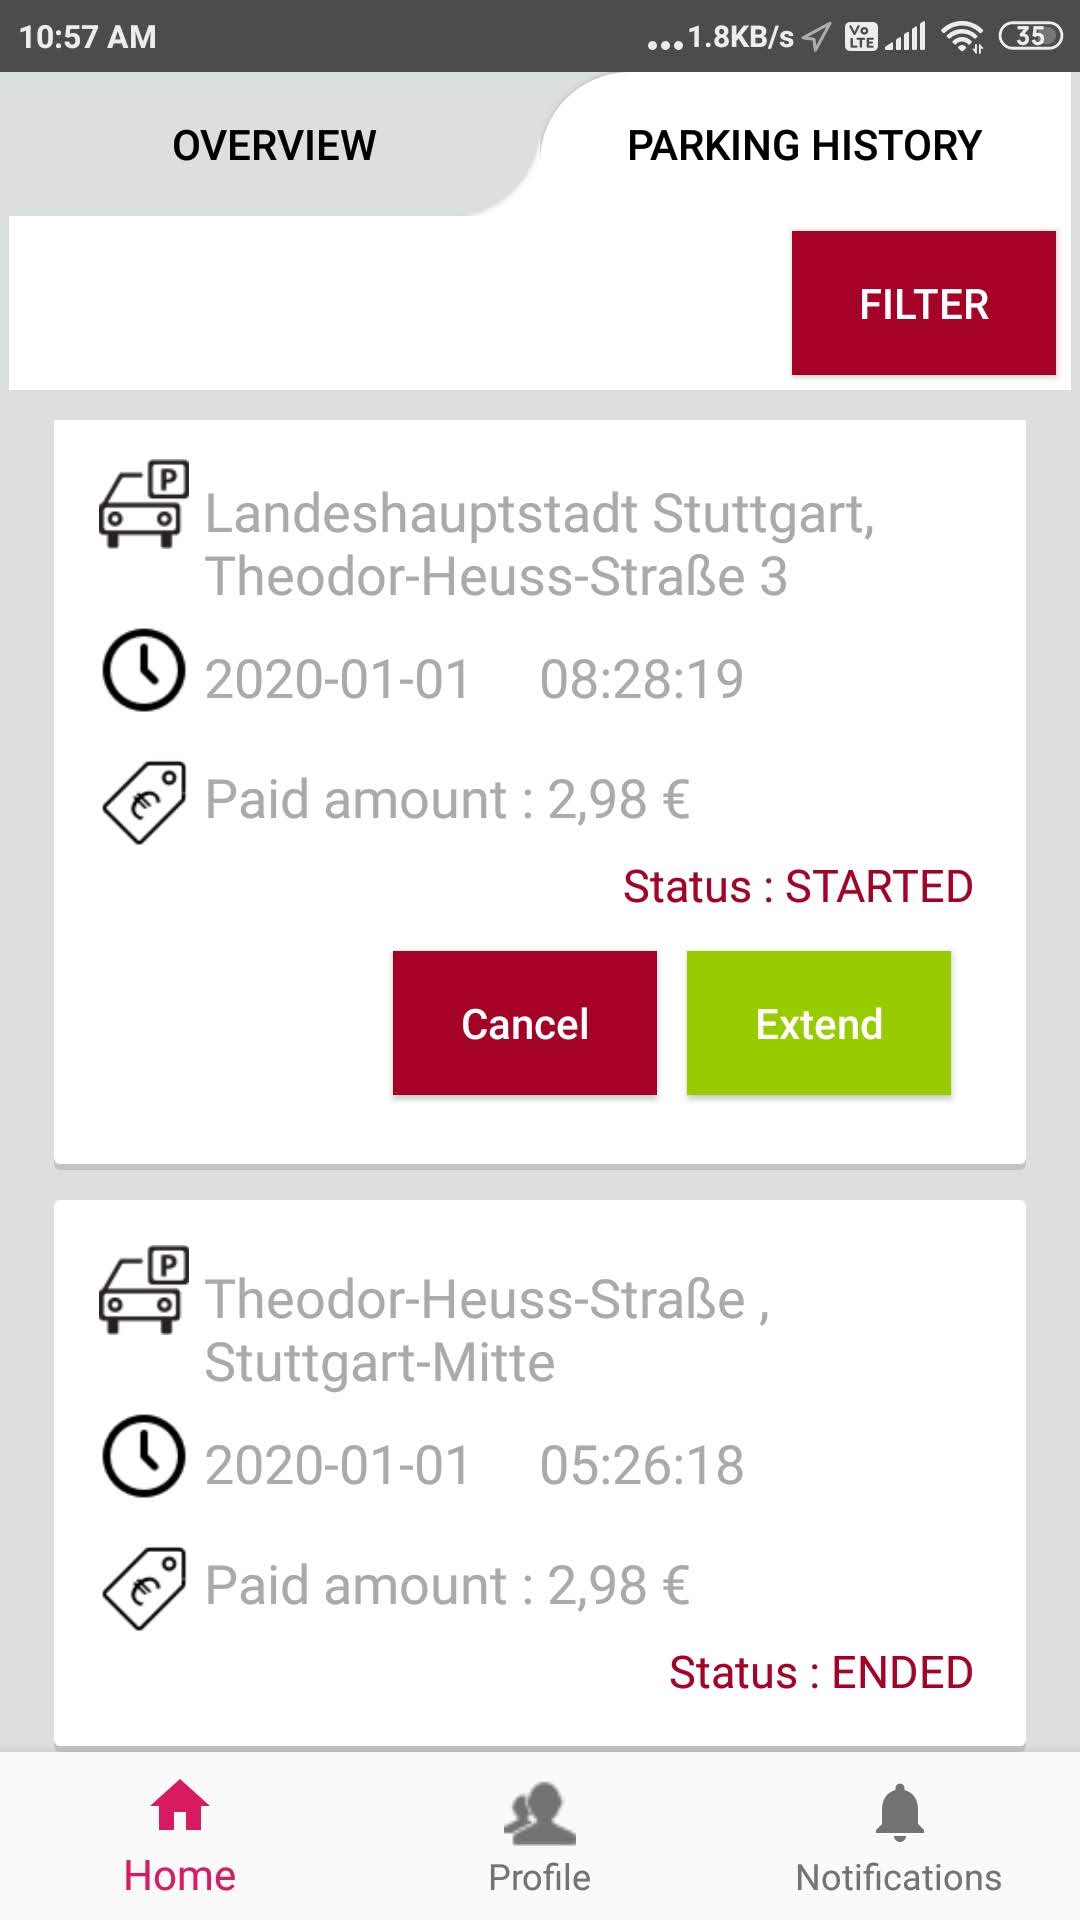 10:57 AM
...1.8KB/s
Vo LTE
35
OVERVIEW
PARKING HISTORY
FILTER
P
Landeshauptstadt Stuttgart,
Theodor-Heuss-Straße 3
2020-01-01 08:28:19
€
Paid amount : 2,98 €
Status : STARTED
Cancel
Extend
P
Theodor-Heuss-Straße ,
Stuttgart-Mitte
2020-01-01 05:26:18
€
Paid amount : 2,98 €
Status : ENDED
Home
Profile
Notifications